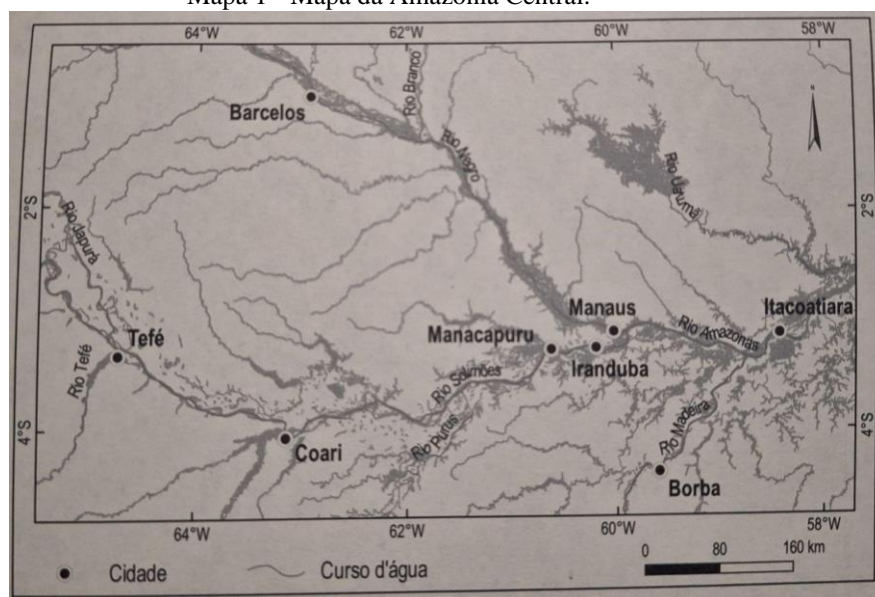 Mapa 1 - Mapa da Amazônia Central.
64°W
62°W
60°W
58°W
Barcelos
Rio Branco
Rio Negro
N
Rio Uatumã
2°S
2°S
Rio Japurá
Manaus
Itacoatiara
Manacapuru
Rio Amazonas
Tefé
Iranduba
Rio Tefé
Rio Solimões
Rio Purus
Rio Madeira
4°S
4°S
Coari
Borba
64°W
62°W
60°W
58°W
0
80
160 km
Cidade
Curso d'água